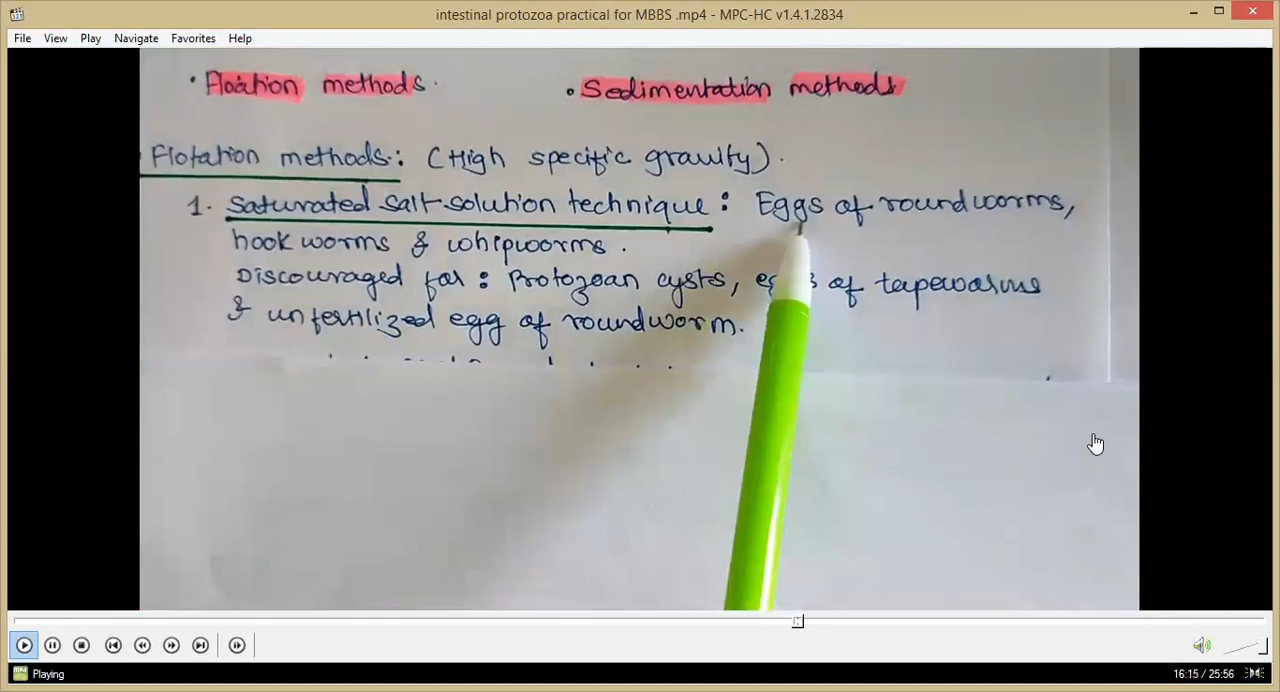 intestinal protozoa practical for MBBS .mp4 - MPC-HC v1.4.1.2834
File View Play Navigate Favorites Help
• Floation methods. • Sedimentation methods
Flotation methods: (High specific gravity).
1. Saturated salt solution technique: Eggs of roundworms,
hookworms & whipworms.
Discouraged for: Protozoan cysts, of tapeworms
& unfertilized egg of roundworm.
Playing 16:15 / 25:56